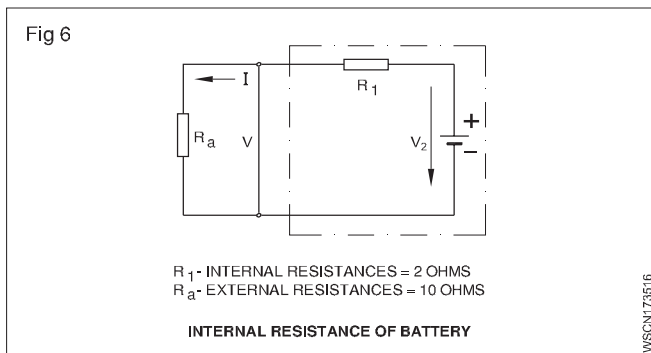 Fig 6
R1
I
Ra
V
V2
+
–
R1- INTERNAL RESISTANCES = 2 OHMS
Ra- EXTERNAL RESISTANCES = 10 OHMS
INTERNAL RESISTANCE OF BATTERY
WSCN173516